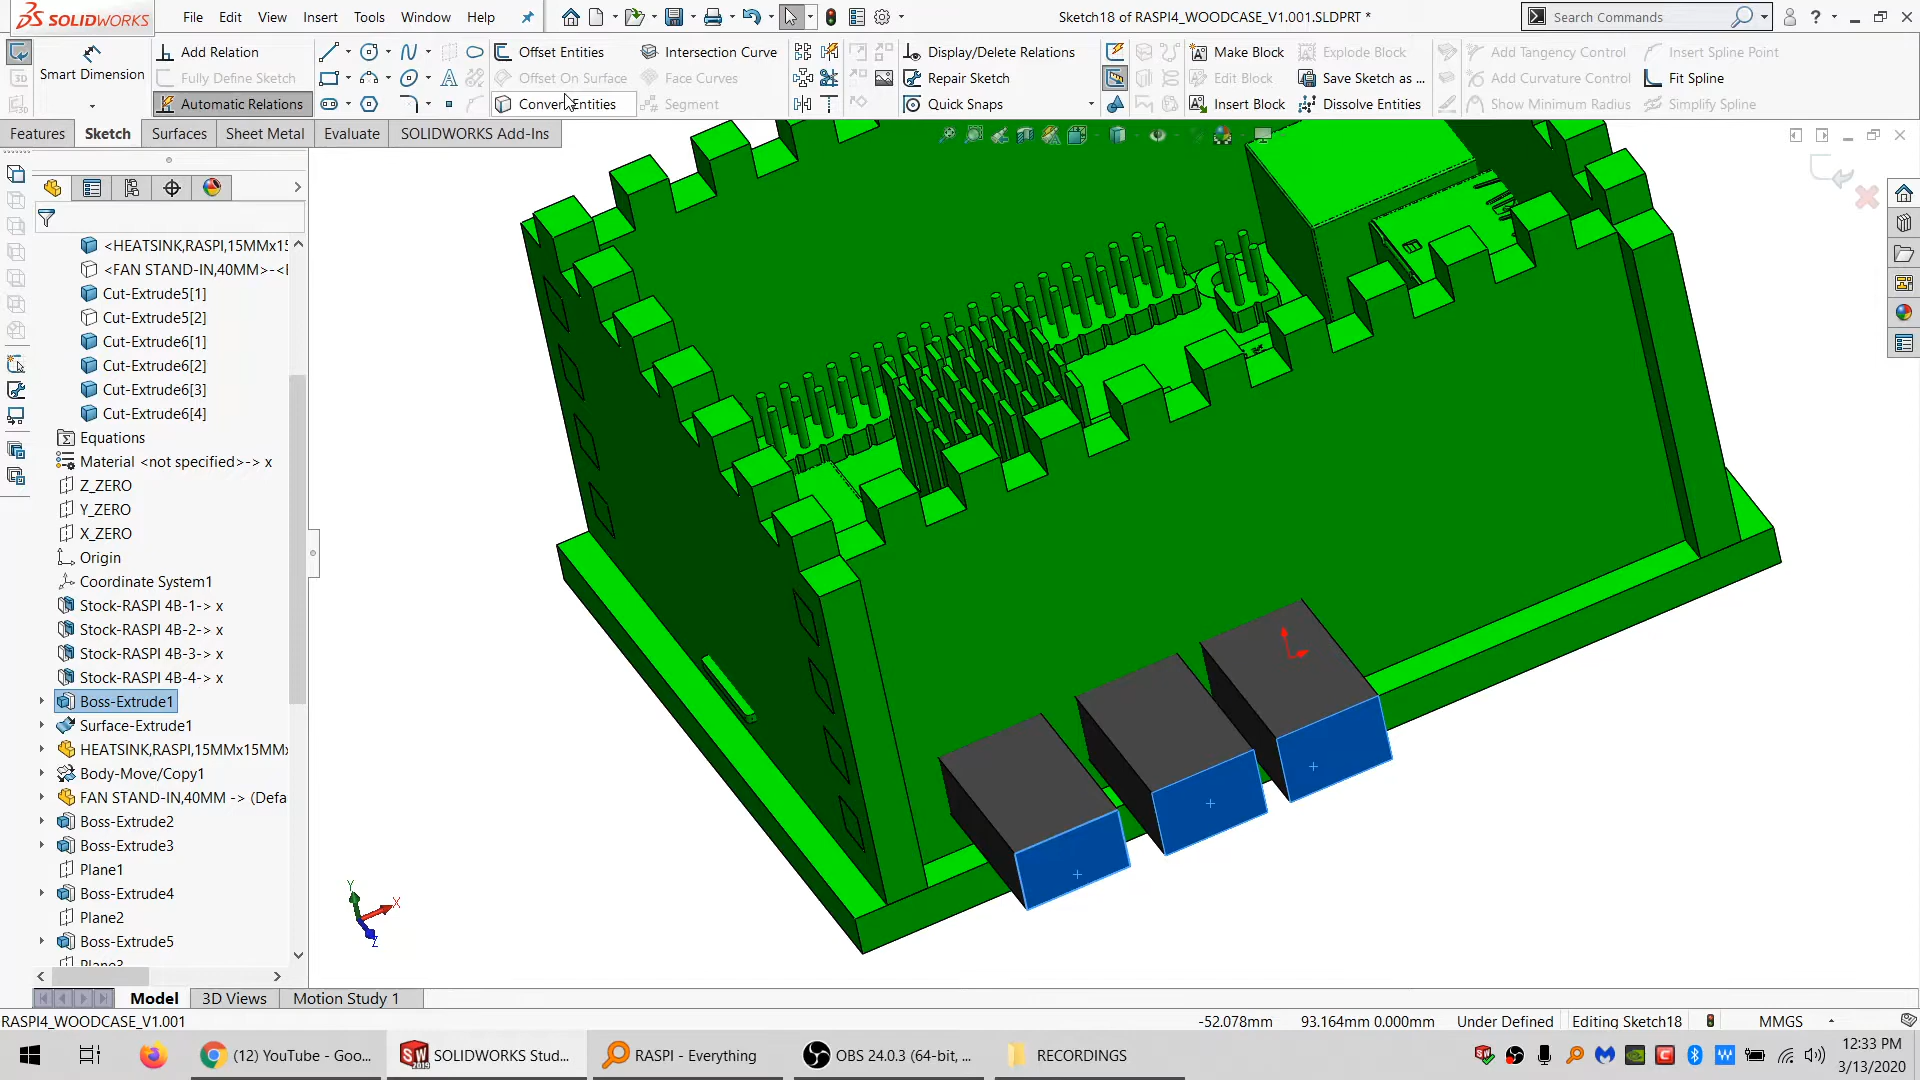 SOLIDWORKS
File Edit View Insert Tools Window Help
Sketch18 of RASPI4_WOODCASE_V1.001.SLDPRT *
Search Commands
Smart Dimension
Add Relation
Fully Define Sketch
Automatic Relations
Offset Entities
Offset On Surface
Convert Entities
Intersection Curve
Face Curves
Segment
Display/Delete Relations
Repair Sketch
Quick Snaps
Make Block
Edit Block
Insert Block
Explode Block
Save Sketch as ...
Dissolve Entities
Add Tangency Control
Add Curvature Control
Show Minimum Radius
Insert Spline Point
Fit Spline
Simplify Spline
Features Sketch Surfaces Sheet Metal Evaluate SOLIDWORKS Add-Ins
<HEATSINK,RASPI,15MMx15
<FAN STAND-IN,40MM>-<
Cut-Extrude5[1]
Cut-Extrude5[2]
Cut-Extrude6[1]
Cut-Extrude6[2]
Cut-Extrude6[3]
Cut-Extrude6[4]
Equations
Material <not specified>-> x
Z_ZERO
Y_ZERO
X_ZERO
Origin
Coordinate System1
Stock-RASPI 4B-1-> x
Stock-RASPI 4B-2-> x
Stock-RASPI 4B-3-> x
Stock-RASPI 4B-4-> x
Boss-Extrude1
Surface-Extrude1
HEATSINK,RASPI,15MMx15MMx
Body-Move/Copy1
FAN STAND-IN,40MM -> (Defa
Boss-Extrude2
Boss-Extrude3
Plane1
Boss-Extrude4
Plane2
Boss-Extrude5
Plane3
Y
X
Z
Model 3D Views Motion Study 1
RASPI4_WOODCASE_V1.001
-52.078mm 93.164mm 0.000mm Under Defined Editing Sketch18 MMGS
(12) YouTube - Goo...
SOLIDWORKS Stud...
RASPI - Everything
OBS 24.0.3 (64-bit, ...
RECORDINGS
12:33 PM
3/13/2020